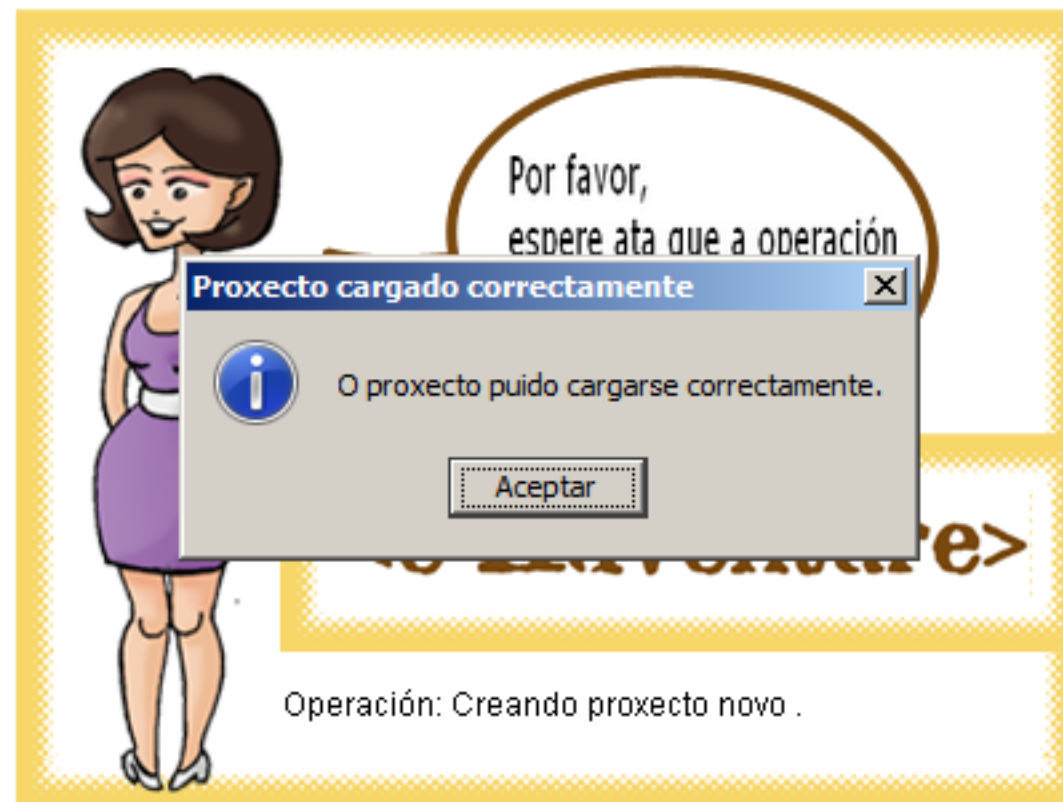 Por favor,
espere ata que a operación
Proxecto cargado correctamente
O proxecto puido cargarse correctamente.
Aceptar
Operación: Creando proxecto novo .